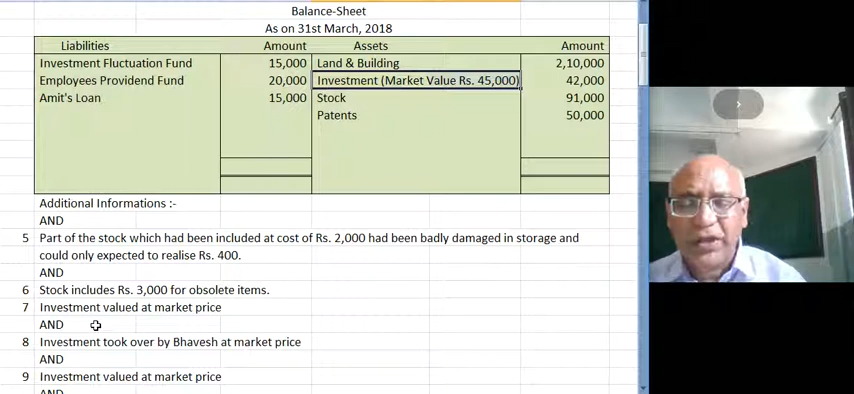 Balance-Sheet
As on 31st March, 2018
Liabilities Amount Assets Amount
Investment Fluctuation Fund 15,000 Land & Building 2,10,000
Employees Providend Fund 20,000 Investment (Market Value Rs. 45,000) 42,000
Amit's Loan 15,000 Stock 91,000
Patents 50,000
Additional Informations :-
AND
5 Part of the stock which had been included at cost of Rs. 2,000 had been badly damaged in storage and
could only expected to realise Rs. 400.
AND
6 Stock includes Rs. 3,000 for obsolete items.
7 Investment valued at market price
AND
8 Investment took over by Bhavesh at market price
AND
9 Investment valued at market price
AND